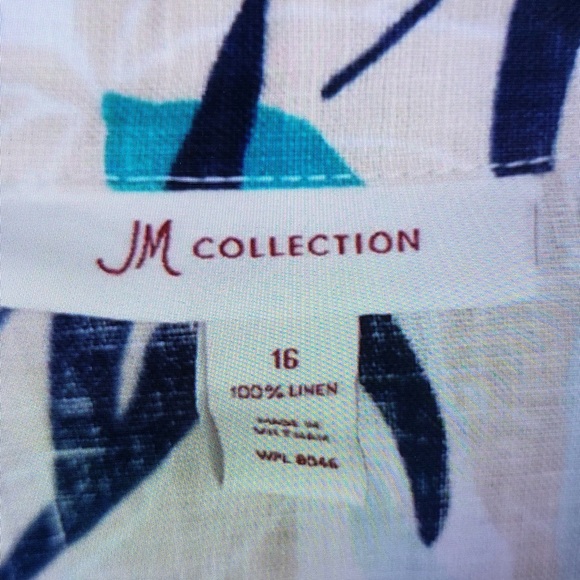 JM COLLECTION
16
100% LINEN
MADE IN
VIETNAM
WPL 8046